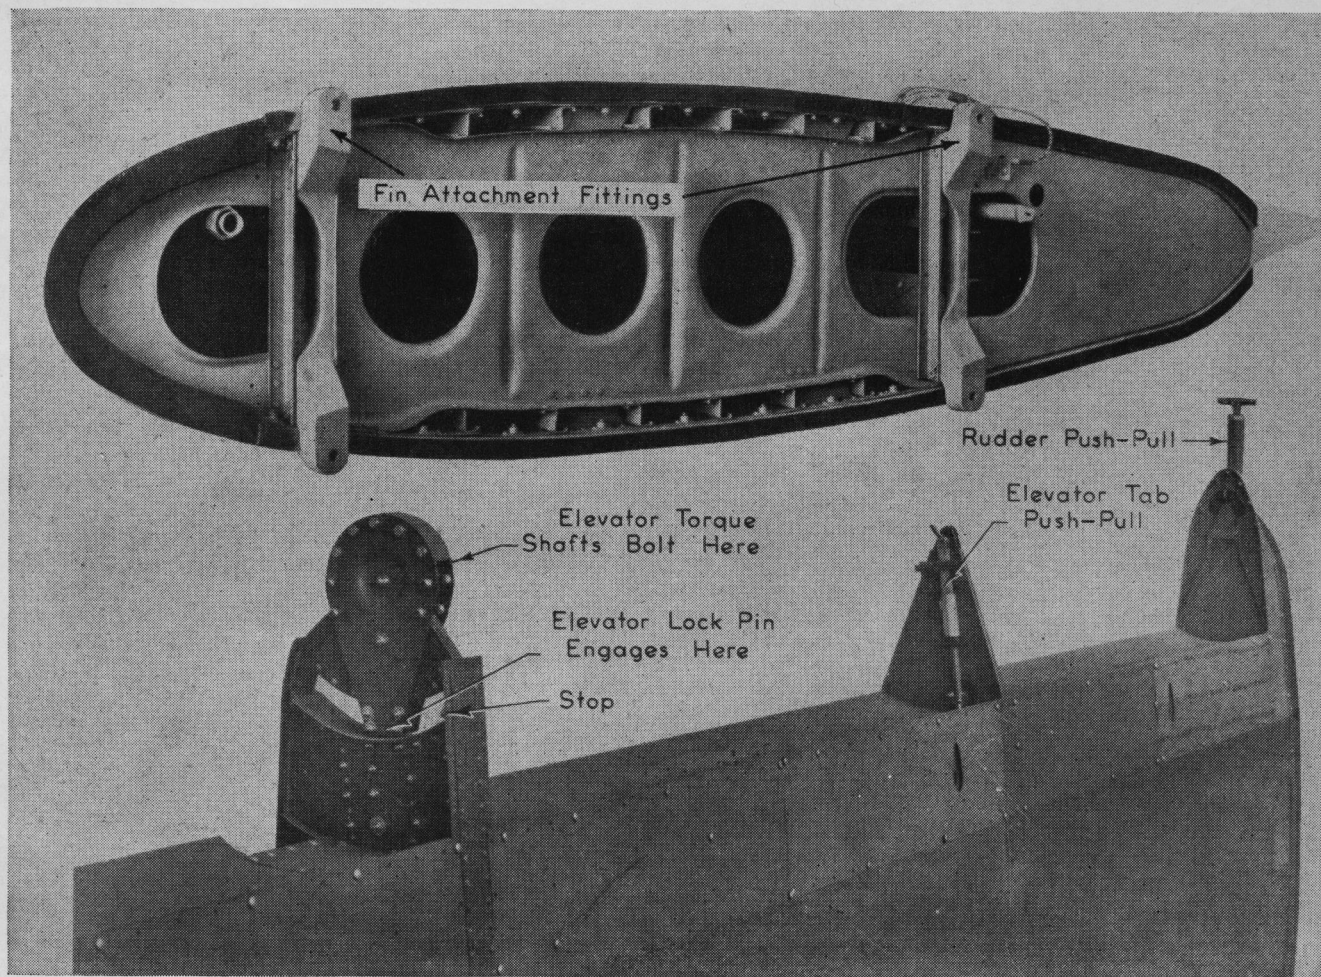 Fin Attachment Fittings
Rudder Push-Pull
Elevator Tab
Push-Pull
Elevator Torque
Shafts Bolt Here
Elevator Lock Pin
Engages Here
Stop